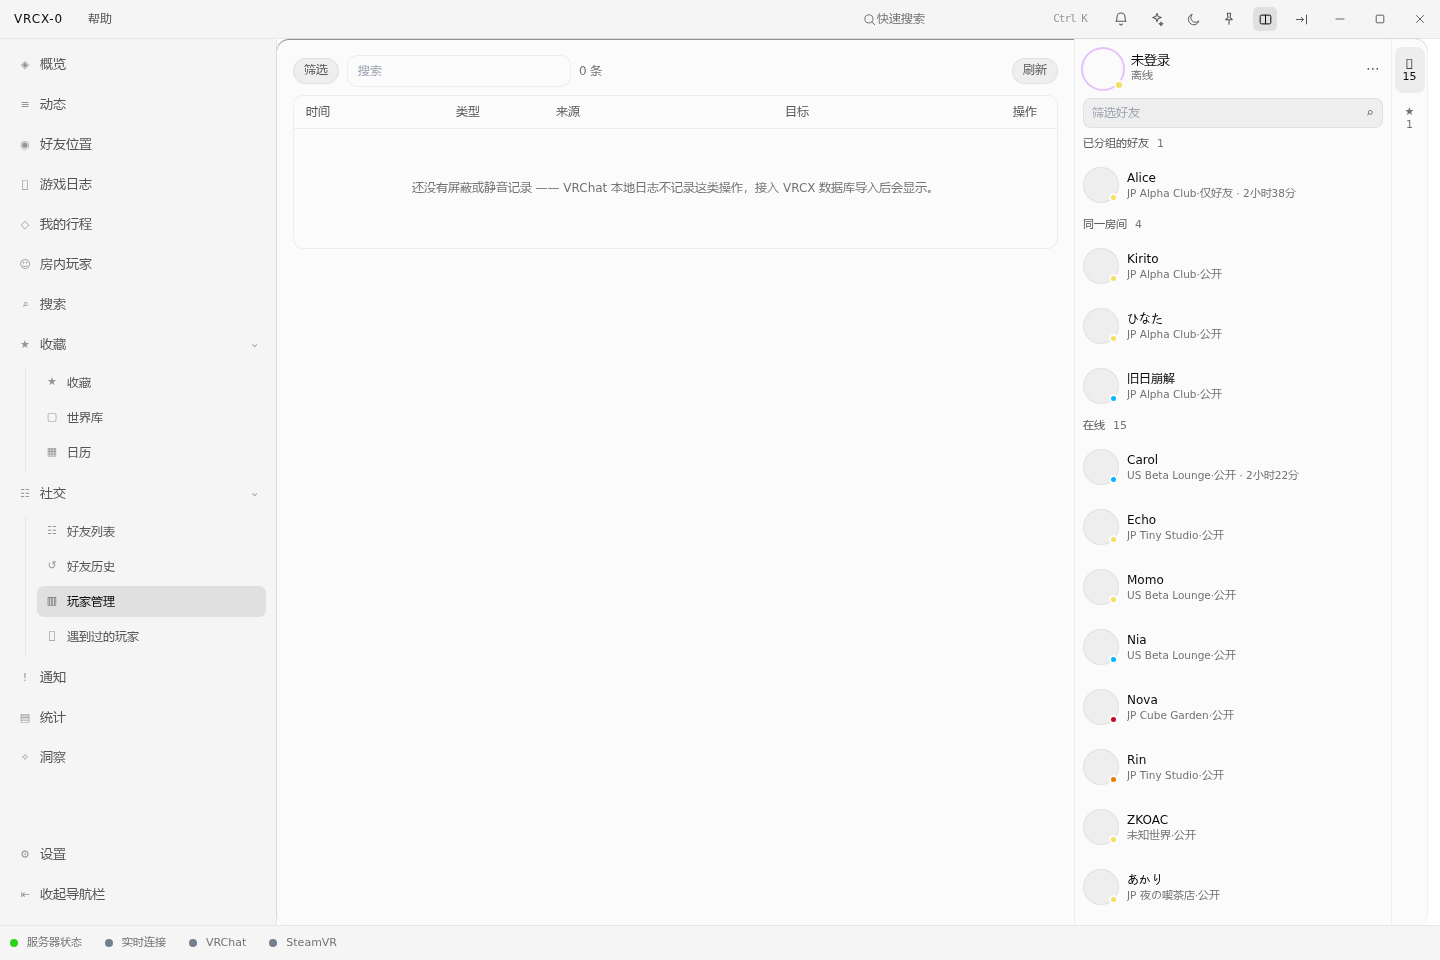 VRCX-0
帮助
快速搜索
Ctrl K
概览
动态
好友位置
游戏日志
我的行程
房内玩家
搜索
收藏
收藏
世界库
日历
社交
好友列表
好友历史
玩家管理
遇到过的玩家
通知
统计
洞察
设置
收起导航栏
筛选
搜索
0 条
刷新
时间 类型 来源 目标 操作
还没有屏蔽或静音记录 —— VRChat 本地日志不记录这类操作，接入 VRCX 数据库导入后会显示。
未登录
离线
筛选好友
已分组的好友 1
Alice
JP Alpha Club·仅好友 · 2小时38分
同一房间 4
Kirito
JP Alpha Club·公开
ひなた
JP Alpha Club·公开
旧日崩解
JP Alpha Club·公开
在线 15
Carol
US Beta Lounge·公开 · 2小时22分
Echo
JP Tiny Studio·公开
Momo
US Beta Lounge·公开
Nia
US Beta Lounge·公开
Nova
JP Cube Garden·公开
Rin
JP Tiny Studio·公开
ZKOAC
未知世界·公开
あかり
JP 夜の喫茶店·公开
15
★
1
服务器状态
实时连接
VRChat
SteamVR